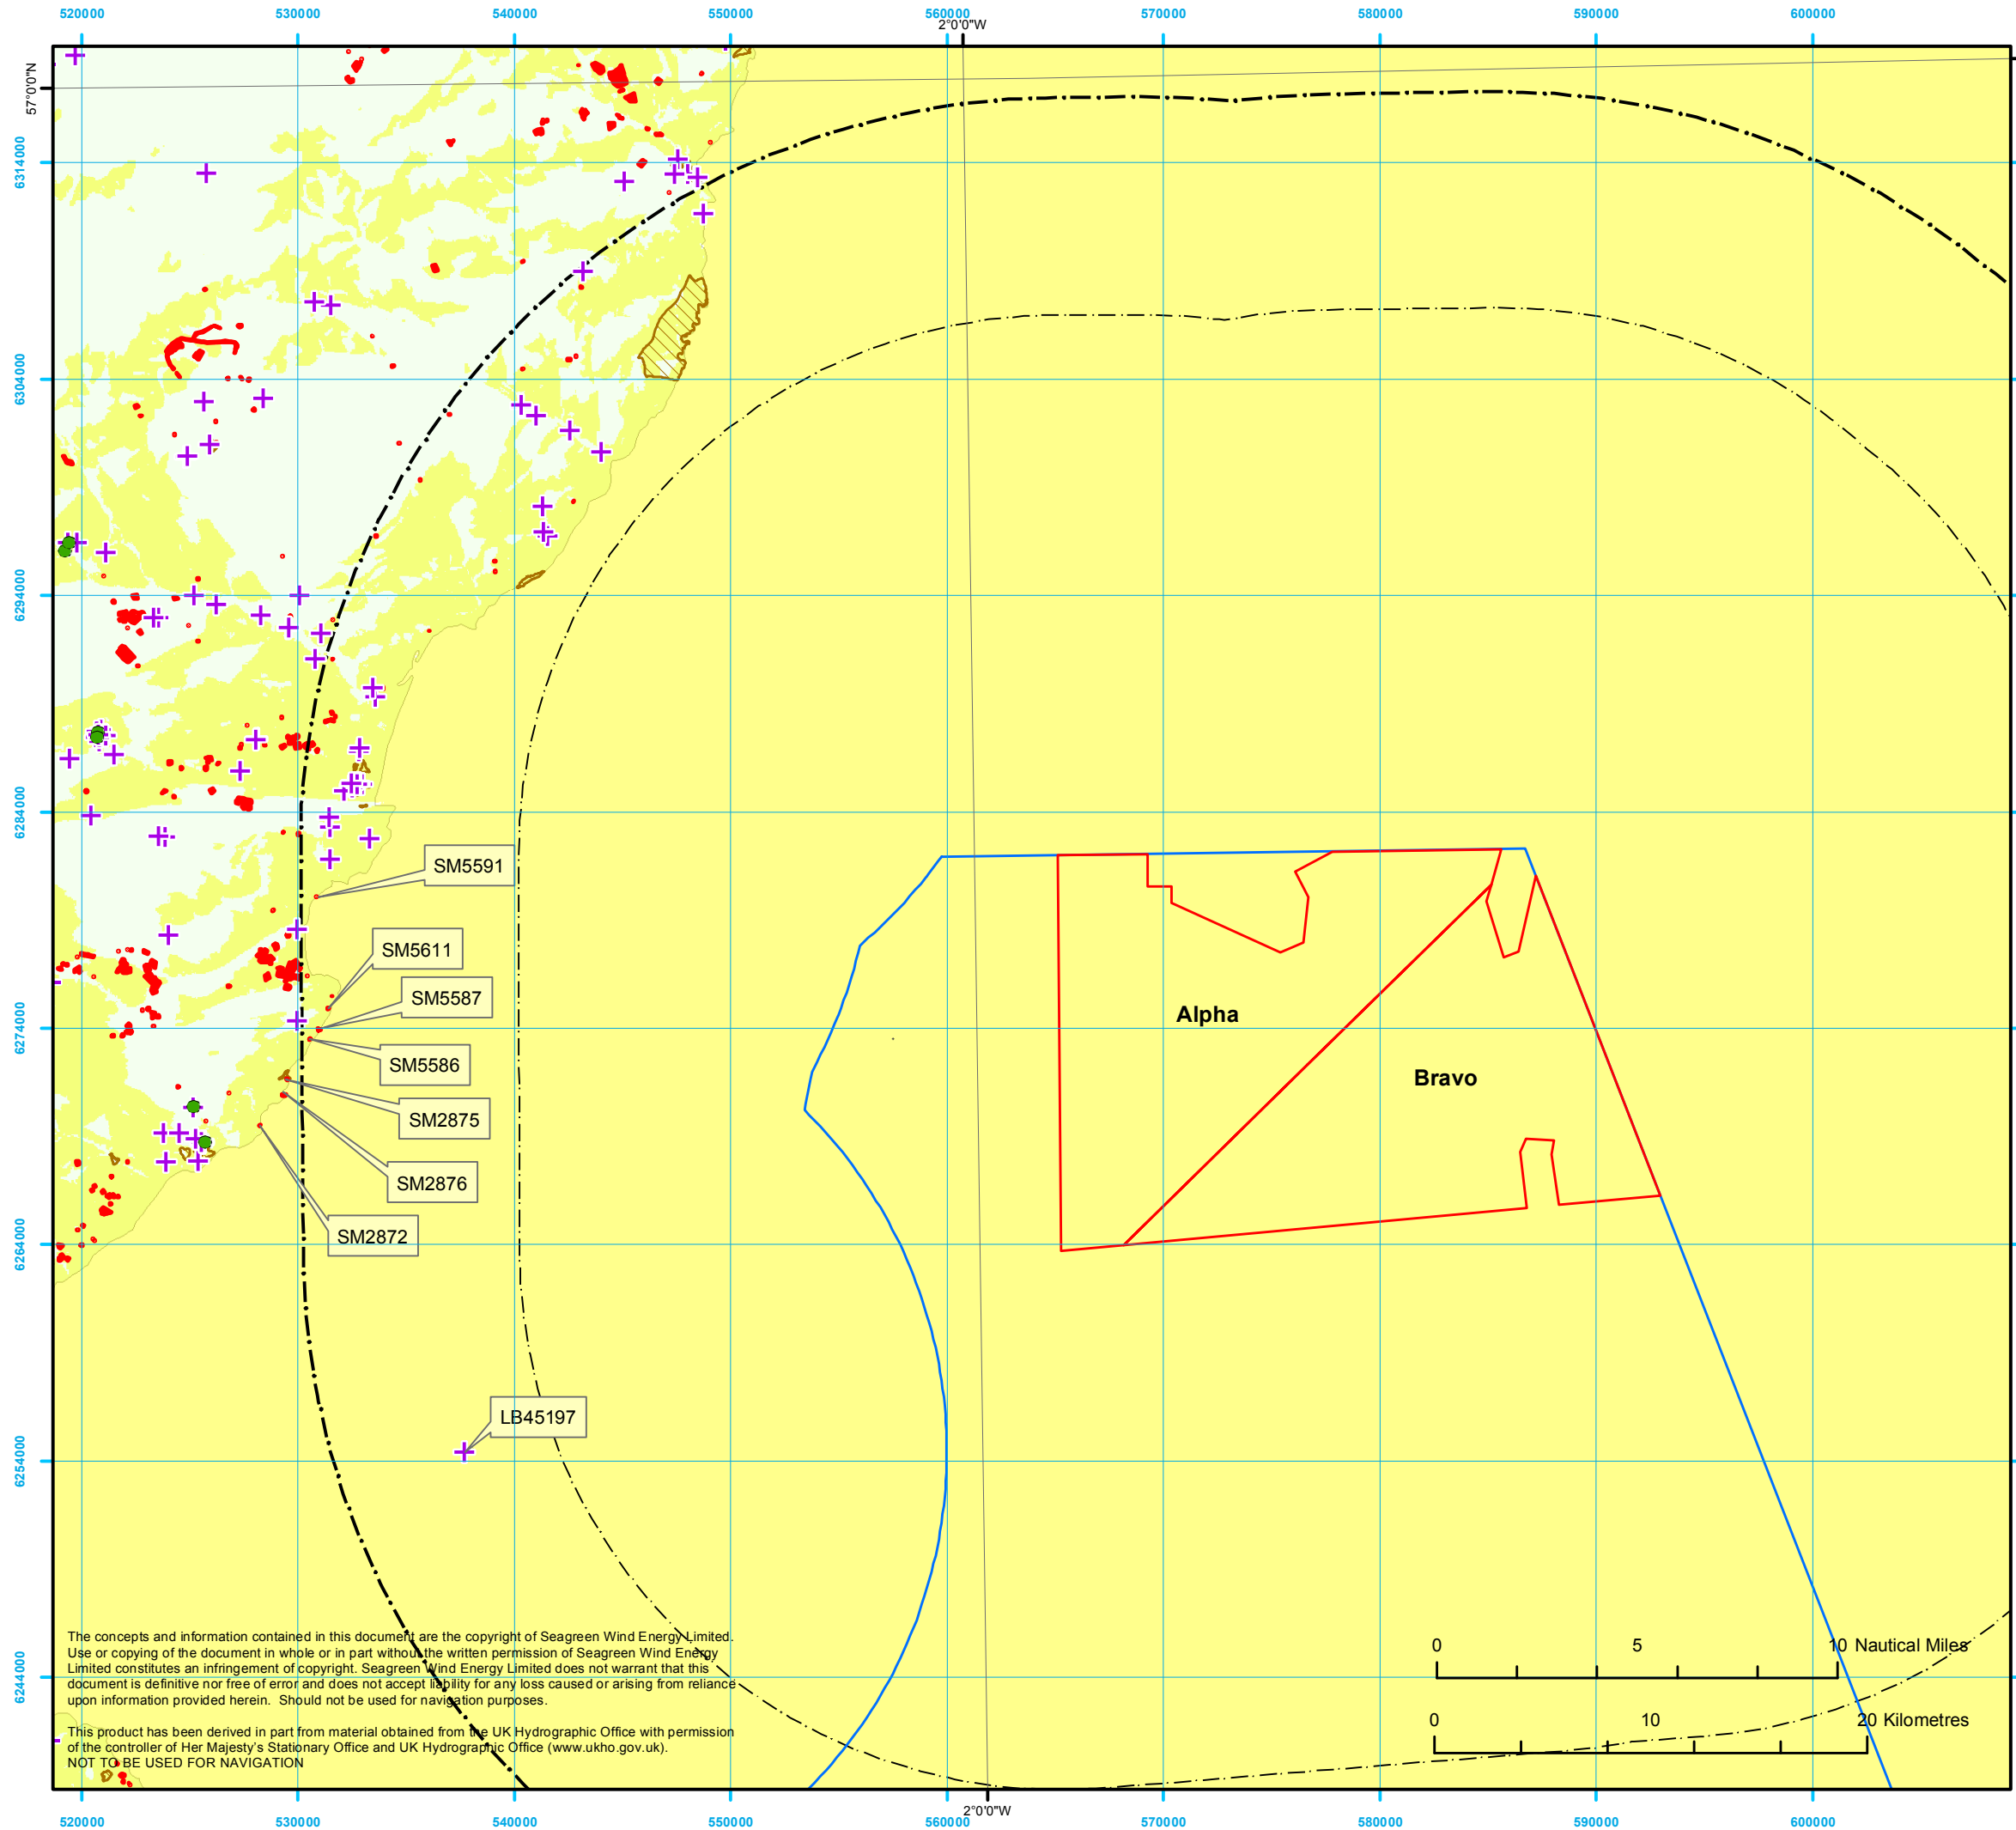 520000 530000 540000 550000 560000 570000 580000 590000 600000
2°0'0"W
57°0'0"N
6314000
6304000
6294000
6284000
SM5591
SM5611
SM5587
6274000
Alpha
SM5586
Bravo
SM2875
SM2876
SM2872
6264000
LB45197
6254000
The concepts and information contained in this document are the copyright of Seagreen Wind Energy Limited.
Use or copying of the document in whole or in part without the written permission of Seagreen Wind Energy
Limited constitutes an infringement of copyright. Seagreen Wind Energy Limited does not warrant that this
document is definitive nor free of error and does not accept liability for any loss caused or arising from reliance
upon information provided herein. Should not be used for navigation purposes.
0 5 10 Nautical Miles
6244000
This product has been derived in part from material obtained from the UK Hydrographic Office with permission
of the controller of Her Majesty's Stationary Office and UK Hydrographic Office (www.ukho.gov.uk).
NOT TO BE USED FOR NAVIGATION
0 10 20 Kilometres
2°0'0"W
520000 530000 540000 550000 560000 570000 580000 590000 600000